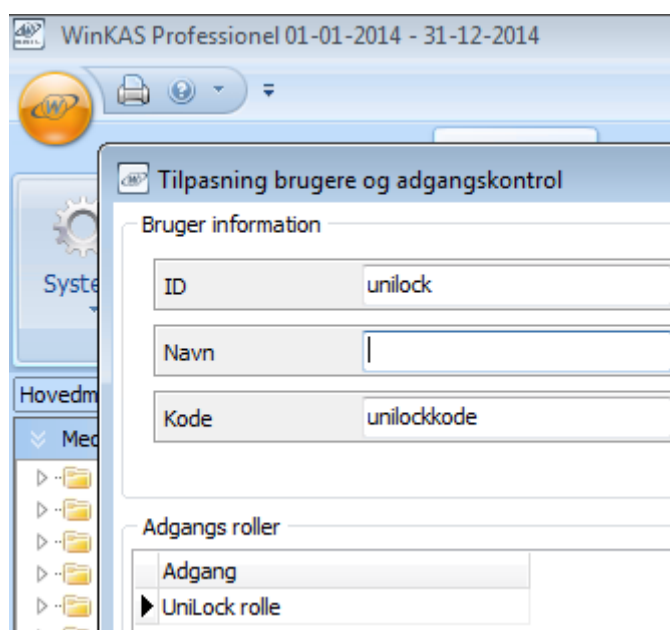 WinKAS Professionel 01-01-2014 - 31-12-2014
Tilpasning brugere og adgangskontrol
Bruger information
Syste
ID unilock
Navn
Hovedm
Kode unilockkode
Med
Adgangs roller
Adgang
UniLock rolle